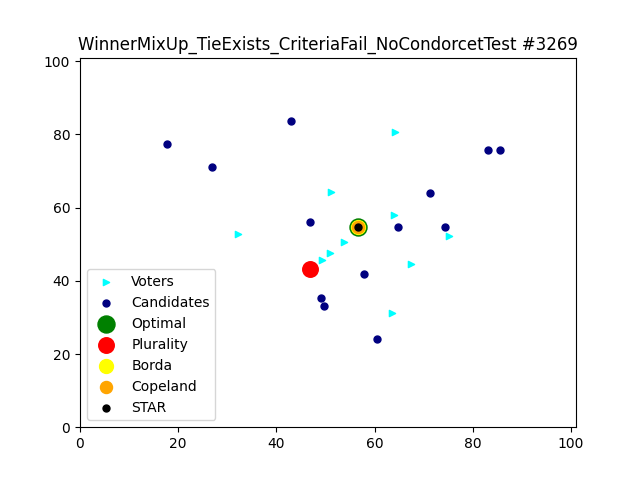 WinnerMixUp_TieExists_CriteriaFail_NoCondorcetTest #3269
100
80
60
40
20
0
Voters
Candidates
Optimal
Plurality
Borda
Copeland
STAR
0 20 40 60 80 100